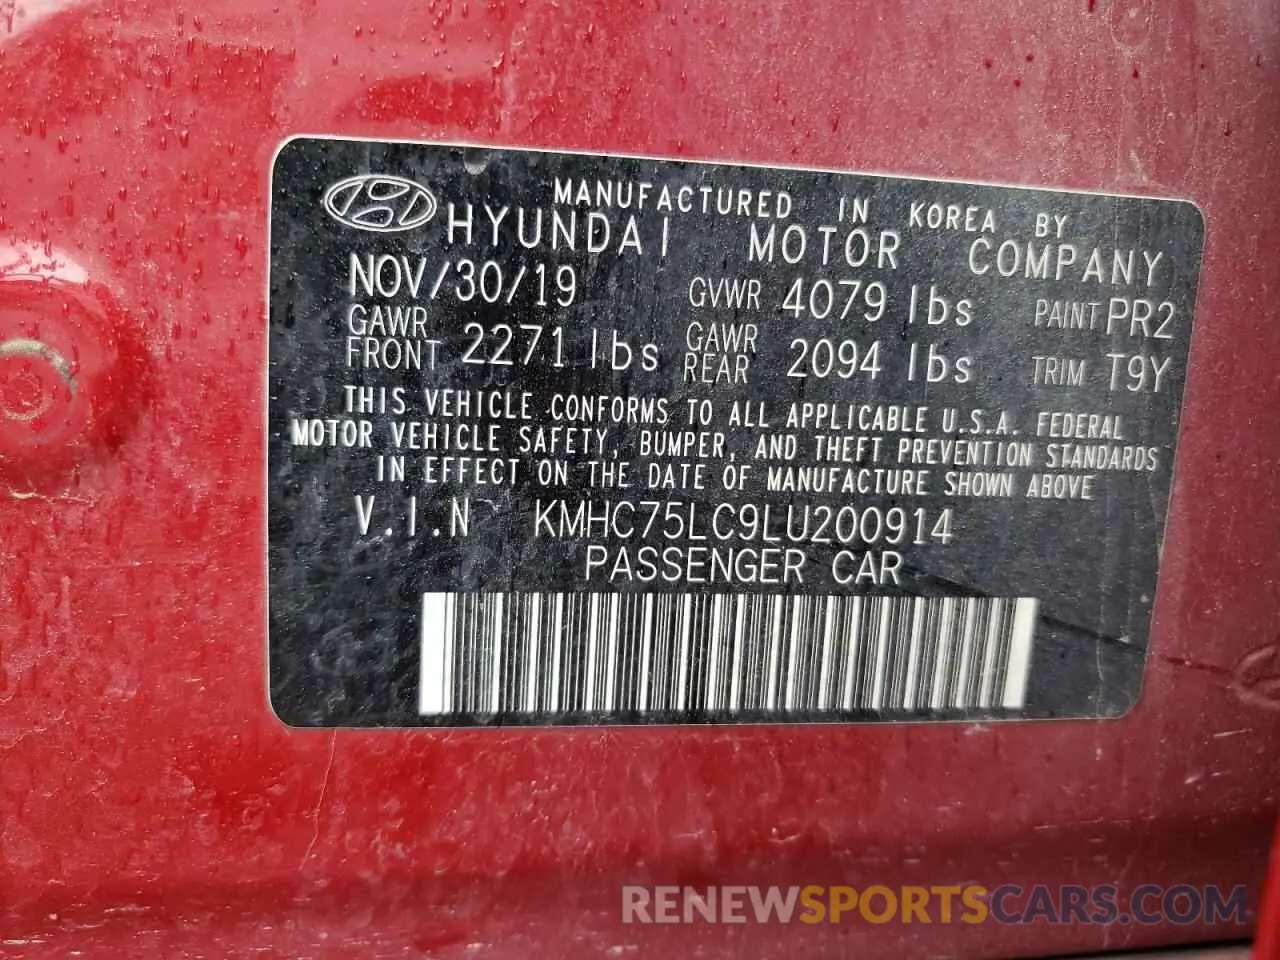 MANUFACTURED IN KOREA BY
HYUNDAI MOTOR COMPANY
NOV/30/19 GVWR 4079 lbs PAINT PR2
GAWR FRONT 2271 lbs GAWR REAR 2094 lbs TRIM T9Y
THIS VEHICLE CONFORMS TO ALL APPLICABLE U.S.A. FEDERAL
MOTOR VEHICLE SAFETY, BUMPER, AND THEFT PREVENTION STANDARDS
IN EFFECT ON THE DATE OF MANUFACTURE SHOWN ABOVE
V.I.N KMHC75LC9LU200914
PASSENGER CAR
RENEWSPORTSCARS.COM